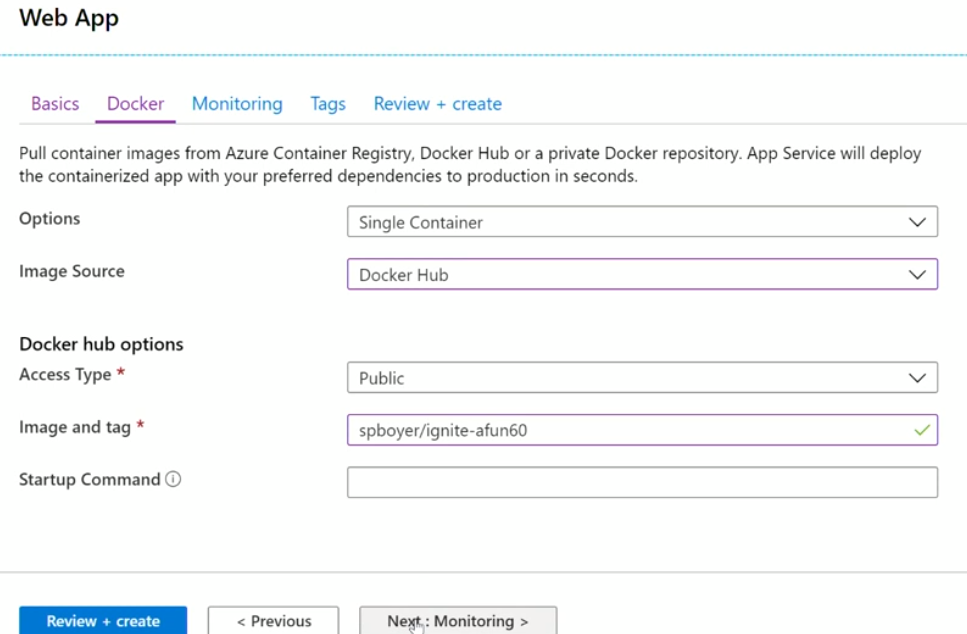 Web App
Basics Docker Monitoring Tags Review + create
Pull container images from Azure Container Registry, Docker Hub or a private Docker repository. App Service will deploy
the containerized app with your preferred dependencies to production in seconds.
Options Single Container
Image Source Docker Hub
Docker hub options
Access Type * Public
Image and tag * spboyer/ignite-afun60
Startup Command
Review + create < Previous Next : Monitoring >